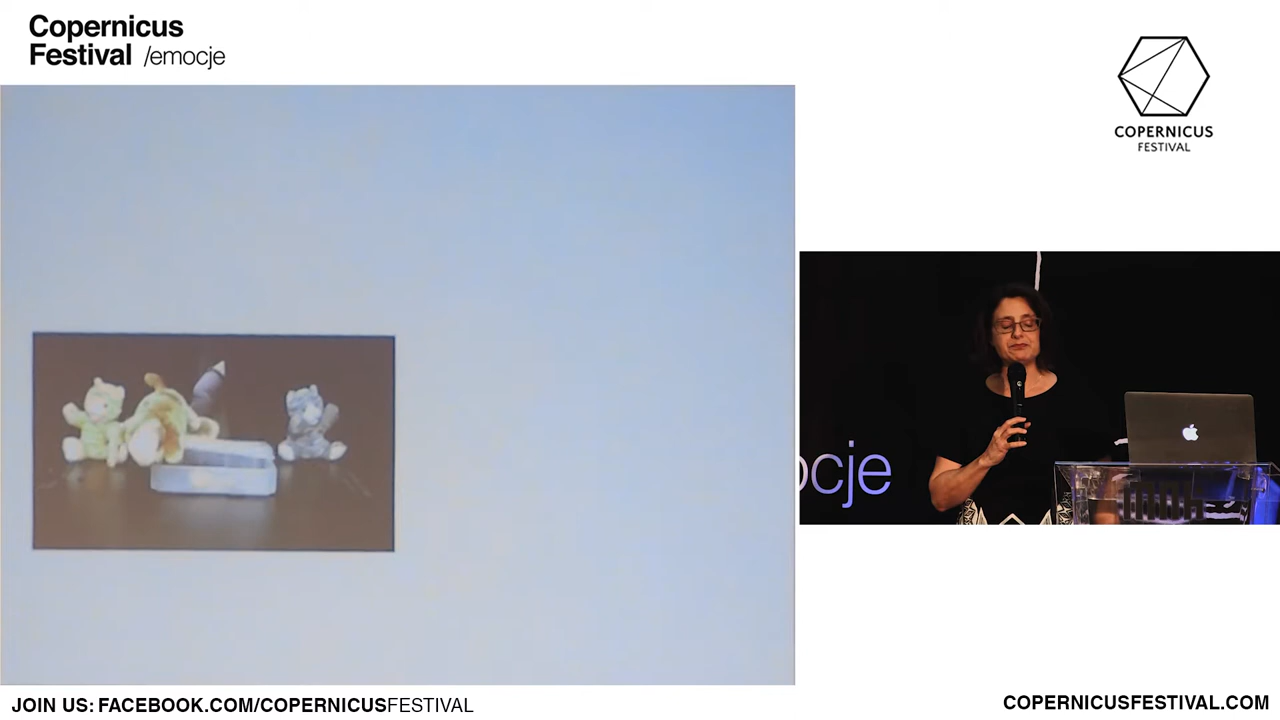 Copernicus
Festival /emocje
COPERNICUS
FESTIVAL
ocje
JOIN US: FACEBOOK.COM/COPERNICUSFESTIVAL
COPERNICUSFESTIVAL.COM